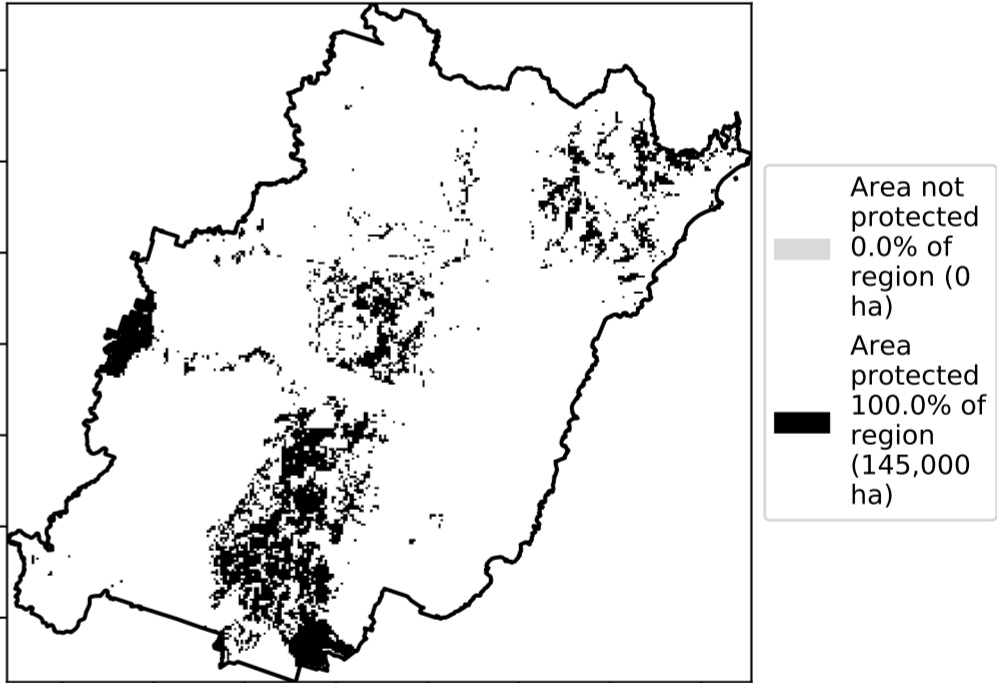 Area not
protected
0.0% of
region (0
ha)
Area
protected
100.0% of
region
(145,000
ha)